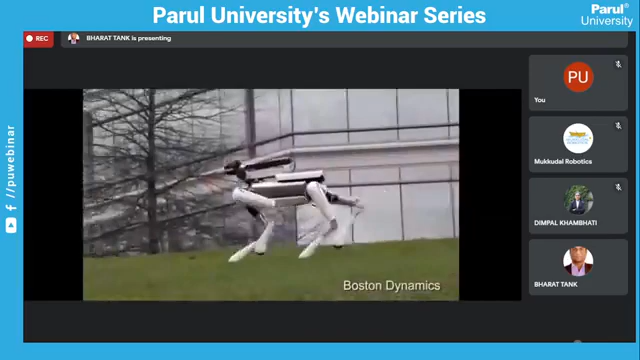 Parul University's Webinar Series
Parul®
University
REC
BHARAT TANK is presenting
PU
You
Mukkudal Robotics
DIMPAL KHAMBHATI
BHARAT TANK
Boston Dynamics
//puwebinar